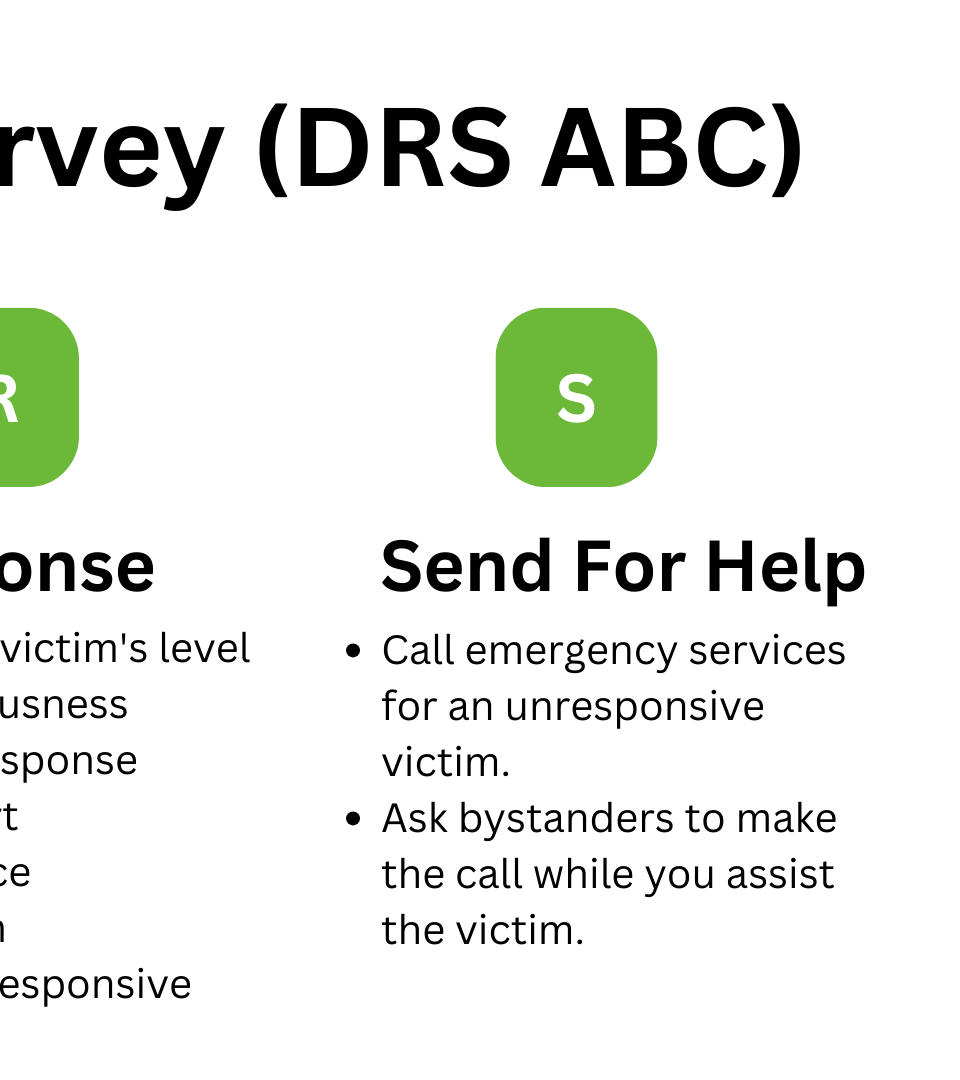 rvey (DRS ABC)
R
onse
victim's level
usness
sponse
rt
ce
n
esponsive
S
Send For Help
• Call emergency services
for an unresponsive
victim.
• Ask bystanders to make
the call while you assist
the victim.